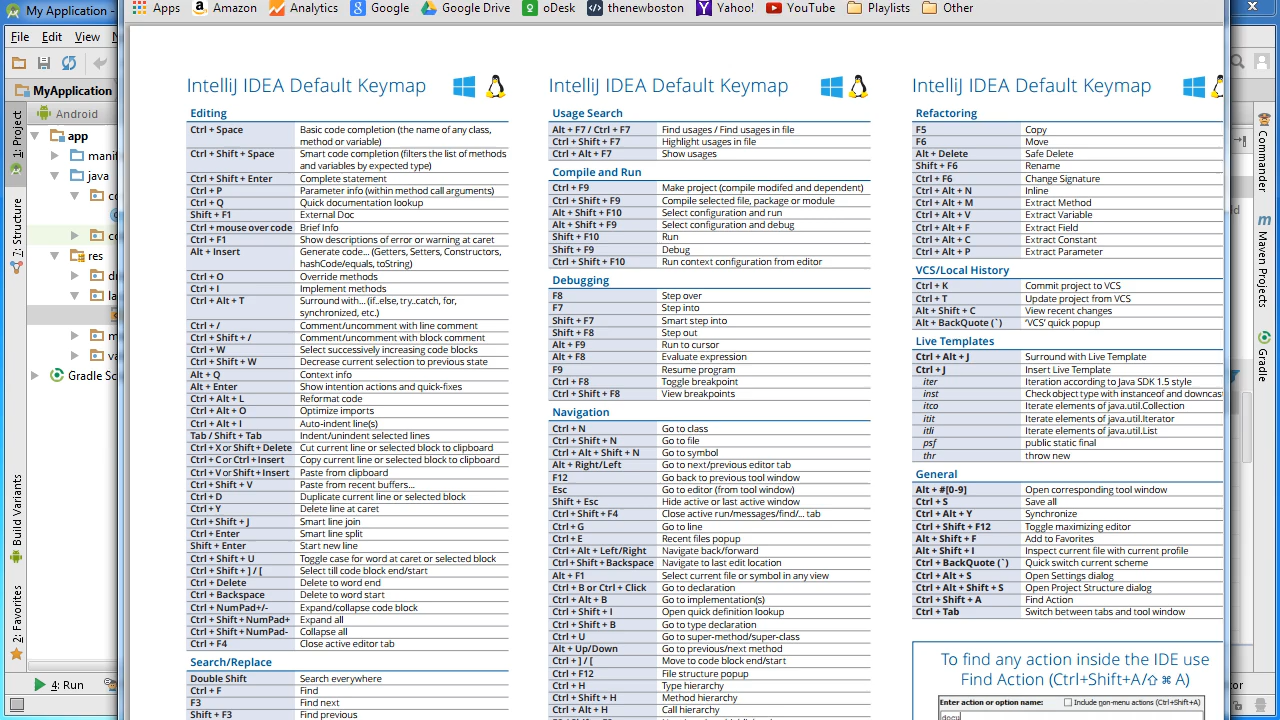 My Application -
Apps
Amazon
Analytics
Google
Google Drive
oDesk
thenewboston
Yahoo!
YouTube
Playlists
Other
File Edit View
MyApplication
Android
1: Project
app
java
res
Gradle Sc
7: Structure
Build Variants
2: Favorites
4: Run
Commander
Maven Projects
Gradle
IntelliJ IDEA Default Keymap
Editing
Ctrl + Space Basic code completion (the name of any class,
method or variable)
Ctrl + Shift + Space Smart code completion (filters the list of methods
and variables by expected type)
Ctrl + Shift + Enter Complete statement
Ctrl + P Parameter info (within method call arguments)
Ctrl + Q Quick documentation lookup
Shift + F1 External Doc
Ctrl + mouse over code Brief Info
Ctrl + F1 Show descriptions of error or warning at caret
Alt + Insert Generate code... (Getters, Setters, Constructors,
hashCode/equals, toString)
Ctrl + O Override methods
Ctrl + I Implement methods
Ctrl + Alt + T Surround with... (if..else, try..catch, for,
synchronized, etc.)
Ctrl + / Comment/uncomment with line comment
Ctrl + Shift + / Comment/uncomment with block comment
Ctrl + W Select successively increasing code blocks
Ctrl + Shift + W Decrease current selection to previous state
Alt + Q Context info
Alt + Enter Show intention actions and quick-fixes
Ctrl + Alt + L Reformat code
Ctrl + Alt + O Optimize imports
Ctrl + Alt + I Auto-indent line(s)
Tab / Shift + Tab Indent/unindent selected lines
Ctrl + X or Shift + Delete Cut current line or selected block to clipboard
Ctrl + C or Ctrl + Insert Copy current line or selected block to clipboard
Ctrl + V or Shift + Insert Paste from clipboard
Ctrl + Shift + V Paste from recent buffers...
Ctrl + D Duplicate current line or selected block
Ctrl + Y Delete line at caret
Ctrl + Shift + J Smart line join
Ctrl + Enter Smart line split
Shift + Enter Start new line
Ctrl + Shift + U Toggle case for word at caret or selected block
Ctrl + Shift + ] / [ Select till code block end/start
Ctrl + Delete Delete to word end
Ctrl + Backspace Delete to word start
Ctrl + NumPad+/- Expand/collapse code block
Ctrl + Shift + NumPad+ Expand all
Ctrl + Shift + NumPad- Collapse all
Ctrl + F4 Close active editor tab
Search/Replace
Double Shift Search everywhere
Ctrl + F Find
F3 Find next
Shift + F3 Find previous
IntelliJ IDEA Default Keymap
Usage Search
Alt + F7 / Ctrl + F7 Find usages / Find usages in file
Ctrl + Shift + F7 Highlight usages in file
Ctrl + Alt + F7 Show usages
Compile and Run
Ctrl + F9 Make project (compile modifed and dependent)
Ctrl + Shift + F9 Compile selected file, package or module
Alt + Shift + F10 Select configuration and run
Alt + Shift + F9 Select configuration and debug
Shift + F10 Run
Shift + F9 Debug
Ctrl + Shift + F10 Run context configuration from editor
Debugging
F8 Step over
F7 Step into
Shift + F7 Smart step into
Shift + F8 Step out
Alt + F9 Run to cursor
Alt + F8 Evaluate expression
F9 Resume program
Ctrl + F8 Toggle breakpoint
Ctrl + Shift + F8 View breakpoints
Navigation
Ctrl + N Go to class
Ctrl + Shift + N Go to file
Ctrl + Alt + Shift + N Go to symbol
Alt + Right/Left Go to next/previous editor tab
F12 Go back to previous tool window
Esc Go to editor (from tool window)
Shift + Esc Hide active or last active window
Ctrl + Shift + F4 Close active run/messages/find/... tab
Ctrl + G Go to line
Ctrl + E Recent files popup
Ctrl + Alt + Left/Right Navigate back/forward
Ctrl + Shift + Backspace Navigate to last edit location
Alt + F1 Select current file or symbol in any view
Ctrl + B or Ctrl + Click Go to declaration
Ctrl + Alt + B Go to implementation(s)
Ctrl + Shift + I Open quick definition lookup
Ctrl + Shift + B Go to type declaration
Ctrl + U Go to super-method/super-class
Alt + Up/Down Go to previous/next method
Ctrl + ] / [ Move to code block end/start
Ctrl + F12 File structure popup
Ctrl + H Type hierarchy
Ctrl + Shift + H Method hierarchy
Ctrl + Alt + H Call hierarchy
IntelliJ IDEA Default Keymap
Refactoring
F5 Copy
F6 Move
Alt + Delete Safe Delete
Shift + F6 Rename
Ctrl + F6 Change Signature
Ctrl + Alt + N Inline
Ctrl + Alt + M Extract Method
Ctrl + Alt + V Extract Variable
Ctrl + Alt + F Extract Field
Ctrl + Alt + C Extract Constant
Ctrl + Alt + P Extract Parameter
VCS/Local History
Ctrl + K Commit project to VCS
Ctrl + T Update project from VCS
Alt + Shift + C View recent changes
Alt + BackQuote (`) ‘VCS’ quick popup
Live Templates
Ctrl + Alt + J Surround with Live Template
Ctrl + J Insert Live Template
iter Iteration according to Java SDK 1.5 style
inst Check object type with instanceof and downcas
itco Iterate elements of java.util.Collection
itit Iterate elements of java.util.Iterator
itli Iterate elements of java.util.List
psf public static final
thr throw new
General
Alt + #[0-9] Open corresponding tool window
Ctrl + S Save all
Ctrl + Alt + Y Synchronize
Ctrl + Shift + F12 Toggle maximizing editor
Alt + Shift + F Add to Favorites
Alt + Shift + I Inspect current file with current profile
Ctrl + BackQuote (`) Quick switch current scheme
Ctrl + Alt + S Open Settings dialog
Ctrl + Alt + Shift + S Open Project Structure dialog
Ctrl + Shift + A Find Action
Ctrl + Tab Switch between tabs and tool window
To find any action inside the IDE use
Find Action (Ctrl+Shift+A/⇧ ⌘ A)
Enter action or option name: Include non-menu actions (Ctrl+Shift+A)
docu